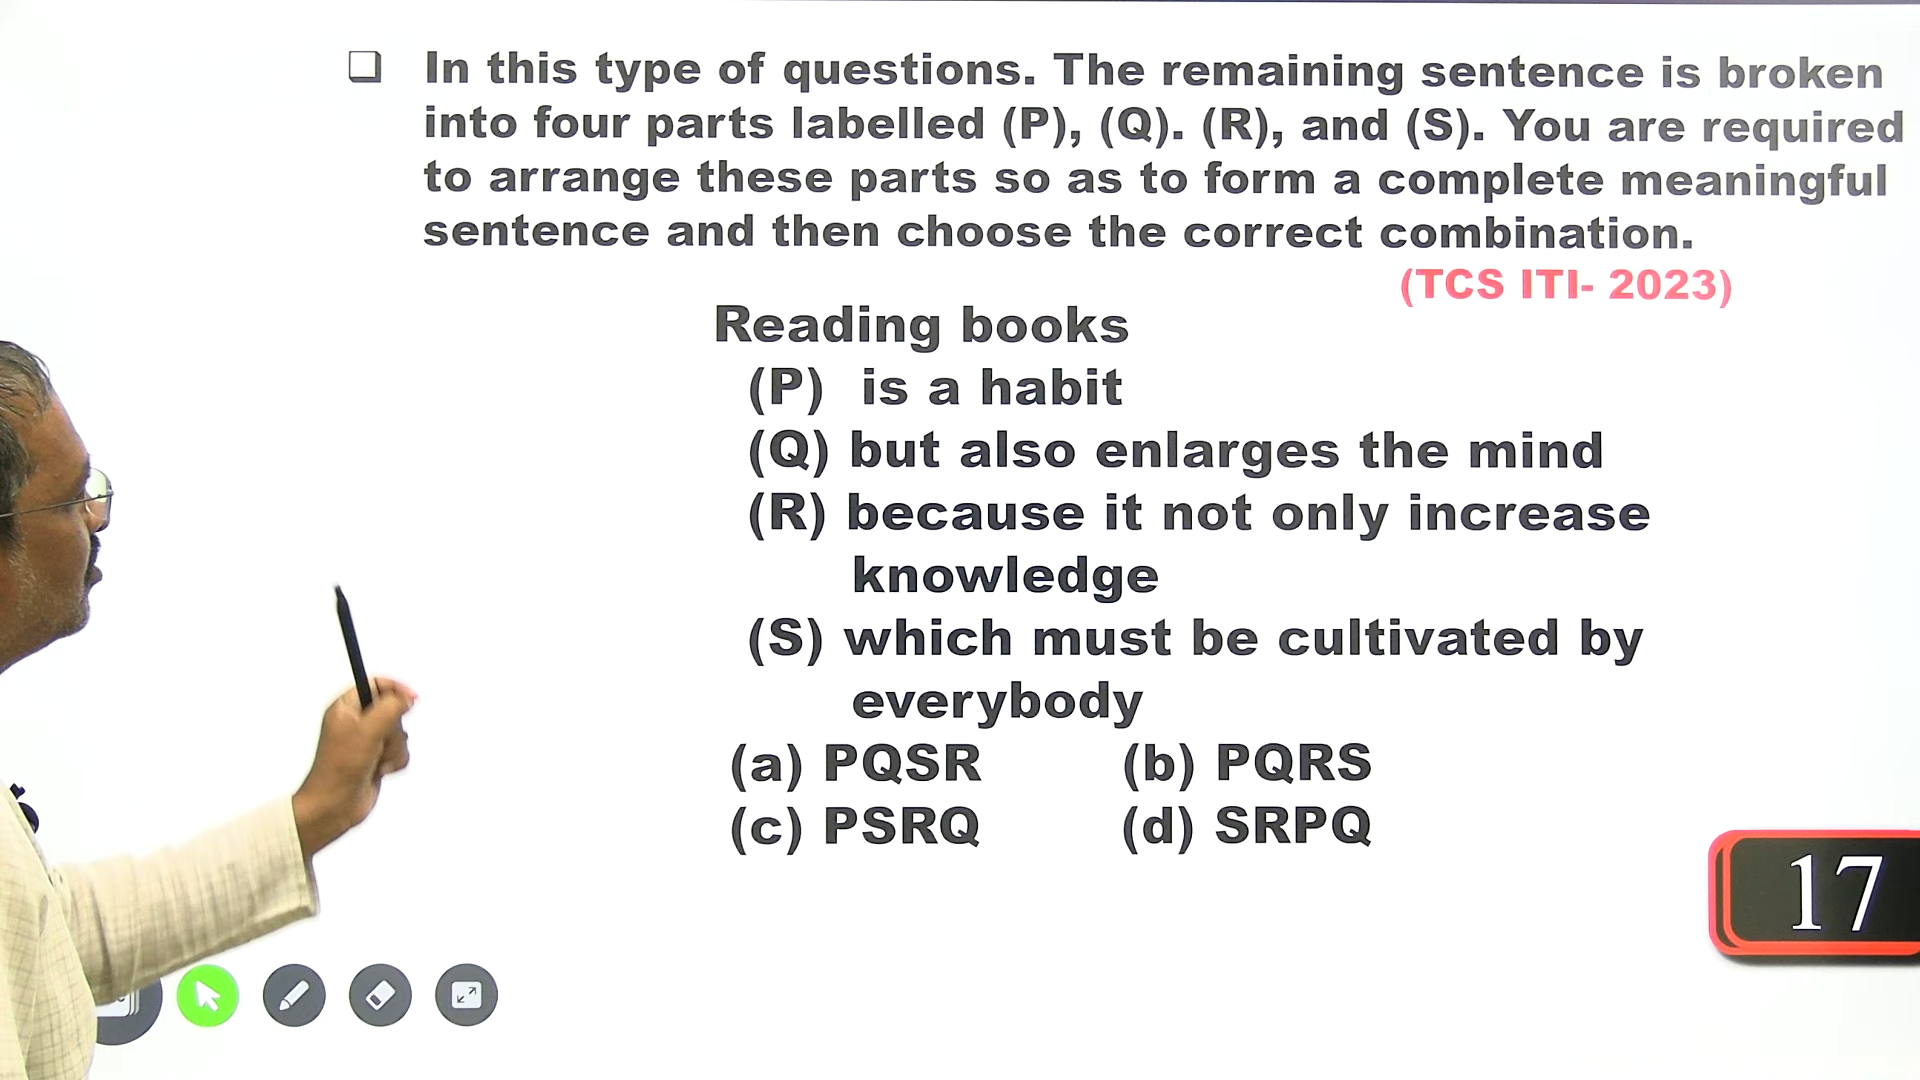 In this type of questions. The remaining sentence is broken
into four parts labelled (P), (Q). (R), and (S). You are required
to arrange these parts so as to form a complete meaningful
sentence and then choose the correct combination.
(TCS ITI- 2023)
Reading books
(P) is a habit
(Q) but also enlarges the mind
(R) because it not only increase
knowledge
(S) which must be cultivated by
everybody
(a) PQSR (b) PQRS
(c) PSRQ (d) SRPQ
17